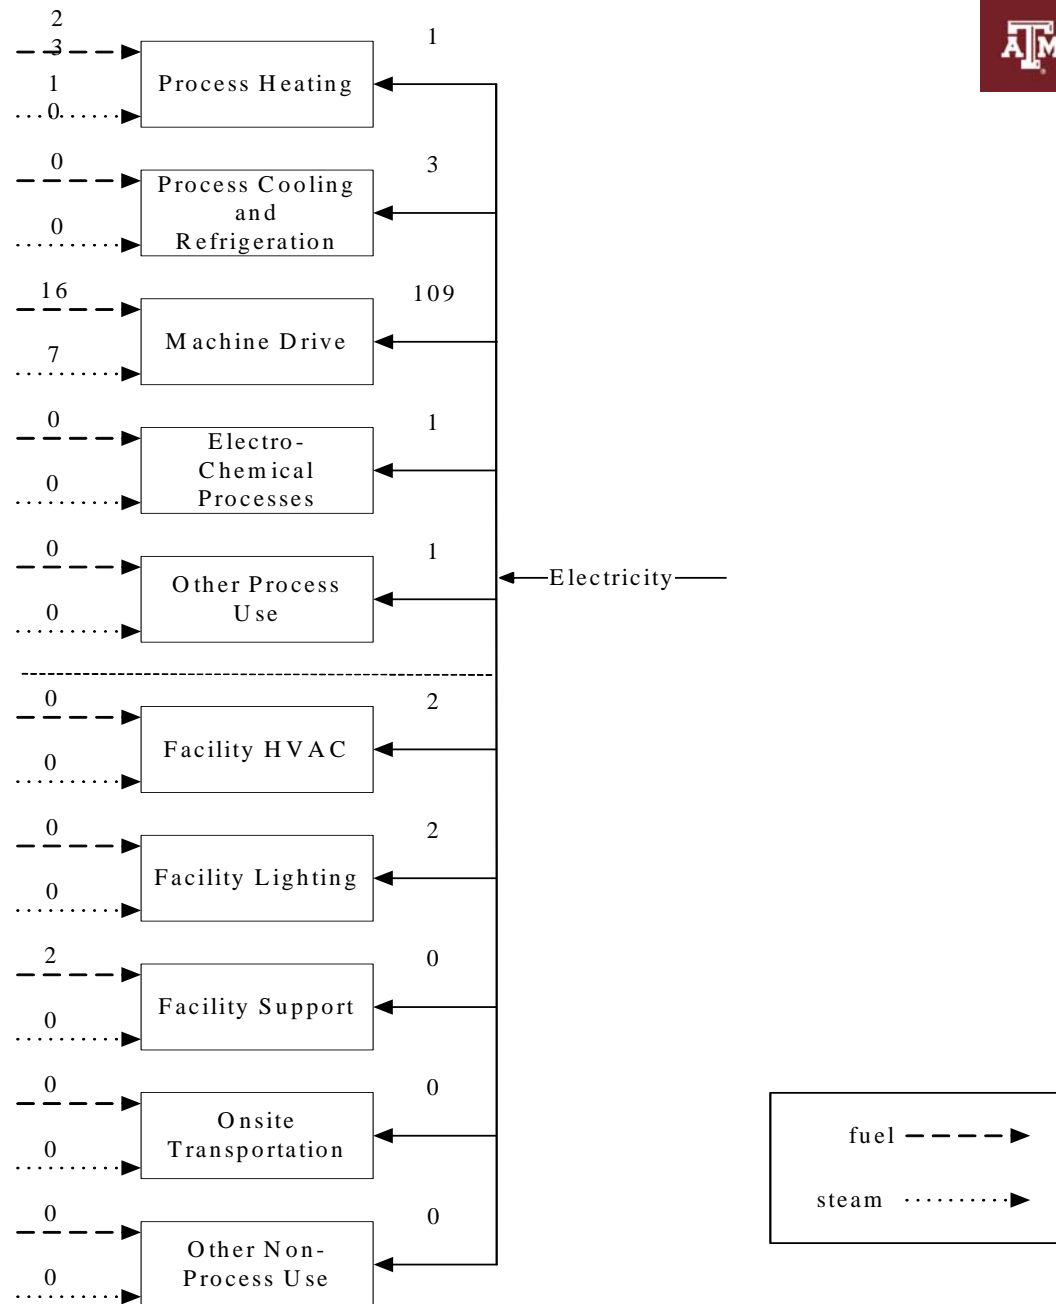 2
3
1
0
1
Process Heating
0
0
3
Process Cooling
and
Refrigeration
16
7
109
Machine Drive
0
0
1
Electro-
Chemical
Processes
0
0
1
Other Process
Use
Electricity
0
0
2
Facility HVAC
0
0
2
Facility Lighting
2
0
0
Facility Support
0
0
0
Onsite
Transportation
0
0
0
Other Non-
Process Use
fuel
steam
ATM